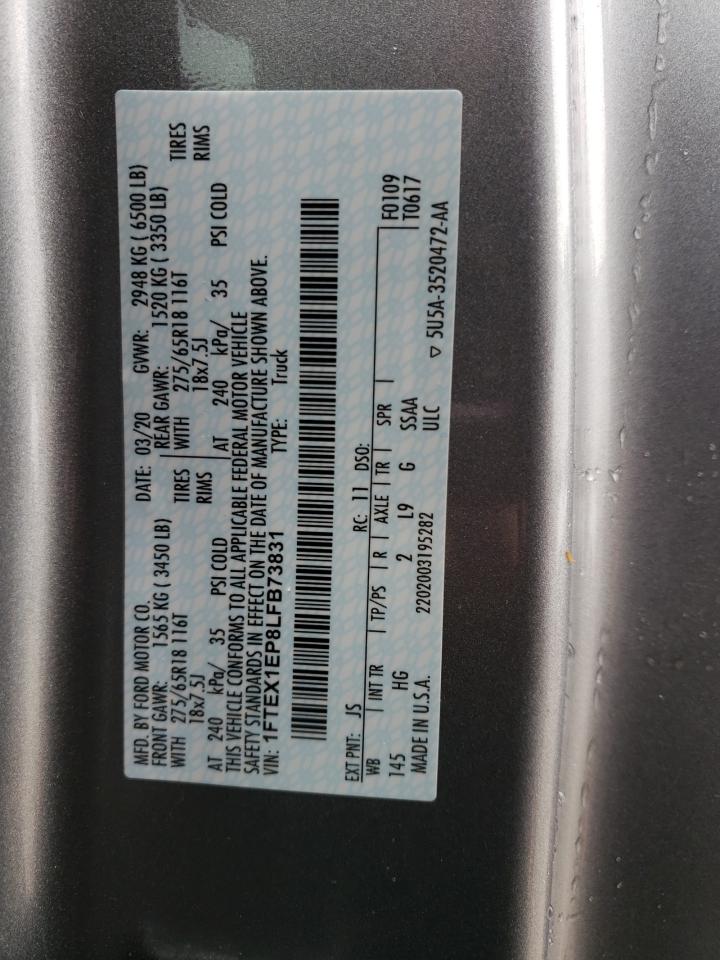 MFD. BY FORD MOTOR CO. DATE: 03/20 GVWR: 2948 KG ( 6500 LB)
FRONT GAWR: 1565 KG ( 3450 LB) REAR GAWR: 1520 KG ( 3350 LB)
WITH 275/65R18 116T TIRES WITH 275/65R18 116T TIRES
18x7.5J RIMS 18x7.5J RIMS
AT 240 kPa/ 35 PSI COLD AT 240 kPa/ 35 PSI COLD
THIS VEHICLE CONFORMS TO ALL APPLICABLE FEDERAL MOTOR VEHICLE
SAFETY STANDARDS IN EFFECT ON THE DATE OF MANUFACTURE SHOWN ABOVE.
VIN: 1FTEX1EP8LFB73831 TYPE: Truck
EXT PNT: JS RC: 11 DSO: F0109
WB INT TR TP/PS R AXLE TR SPR T0617
145 HG 2 L9 G SSAA
MADE IN U.S.A. 2202003195282 ULC ▽ 5U5A-3520472-AA